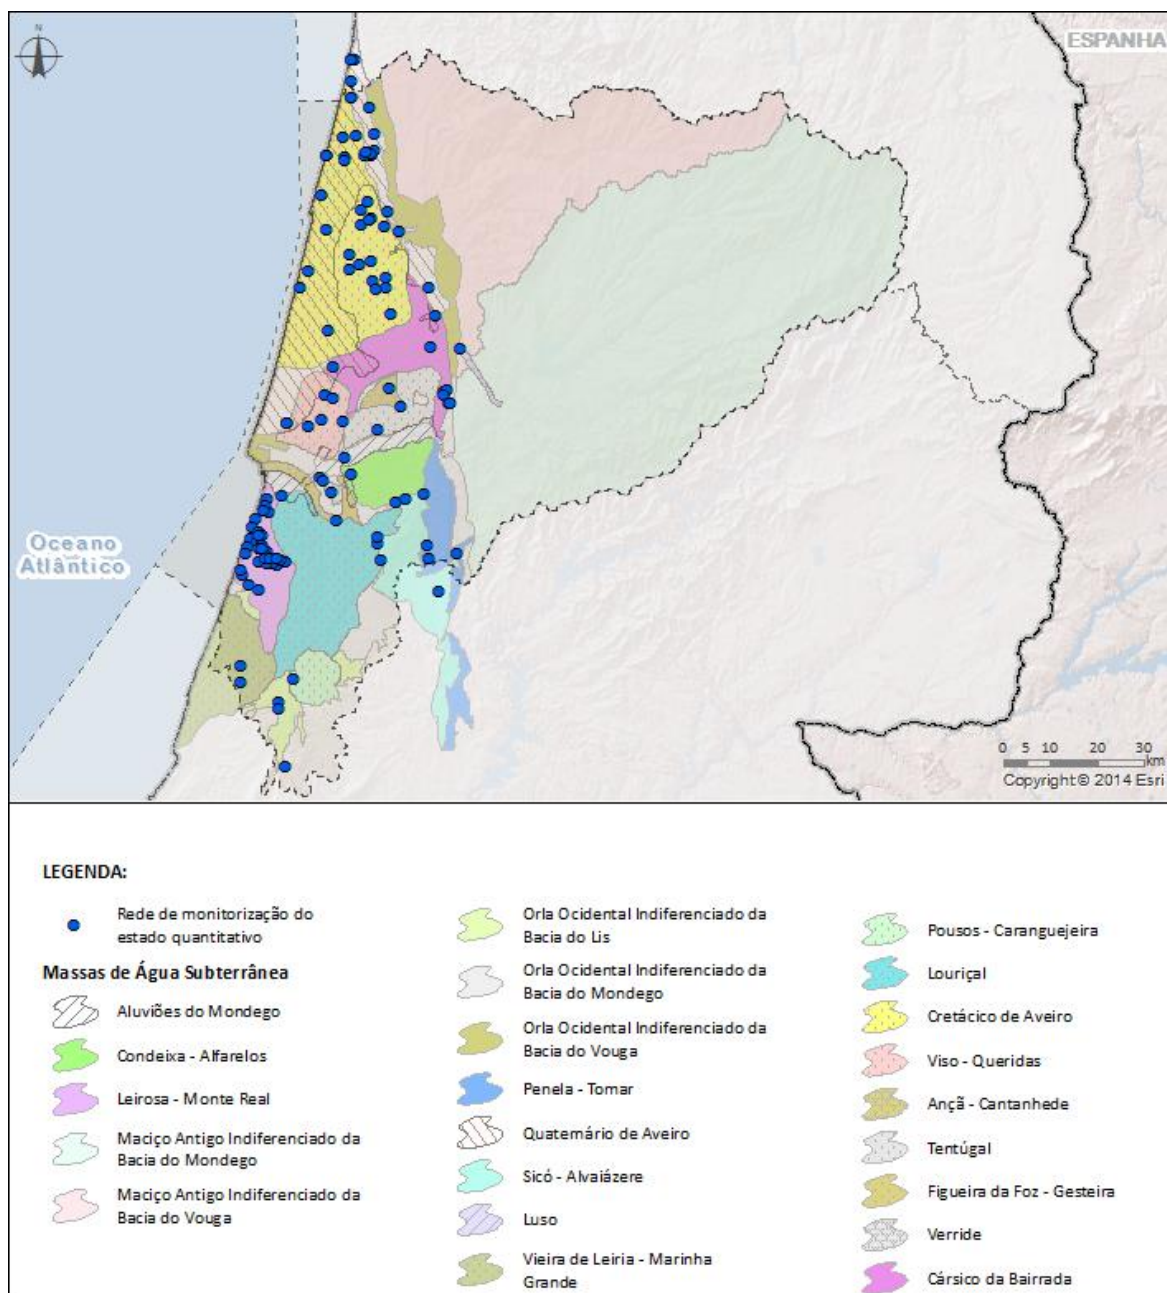 N
ESPANHA
Oceano
Atlântico
0 5 10 20 30
km
Copyright© 2014 Esri
LEGENDA:
Rede de monitorização do
estado quantitativo
Massas de Água Subterrânea
Aluviões do Mondego
Condeixa - Alfarelos
Leirosa - Monte Real
Maciço Antigo Indiferenciado da
Bacia do Mondego
Maciço Antigo Indiferenciado da
Bacia do Vouga
Orla Ocidental Indiferenciado da
Bacia do Lis
Orla Ocidental Indiferenciado da
Bacia do Mondego
Orla Ocidental Indiferenciado da
Bacia do Vouga
Penela - Tomar
Quaternário de Aveiro
Sicó - Alvaiázere
Luso
Vieira de Leiria - Marinha
Grande
Pousos - Caranguejeira
Louriçal
Cretácico de Aveiro
Viso - Queridas
Ançã - Cantanhede
Tentúgal
Figueira da Foz - Gesteira
Verride
Cársico da Bairrada